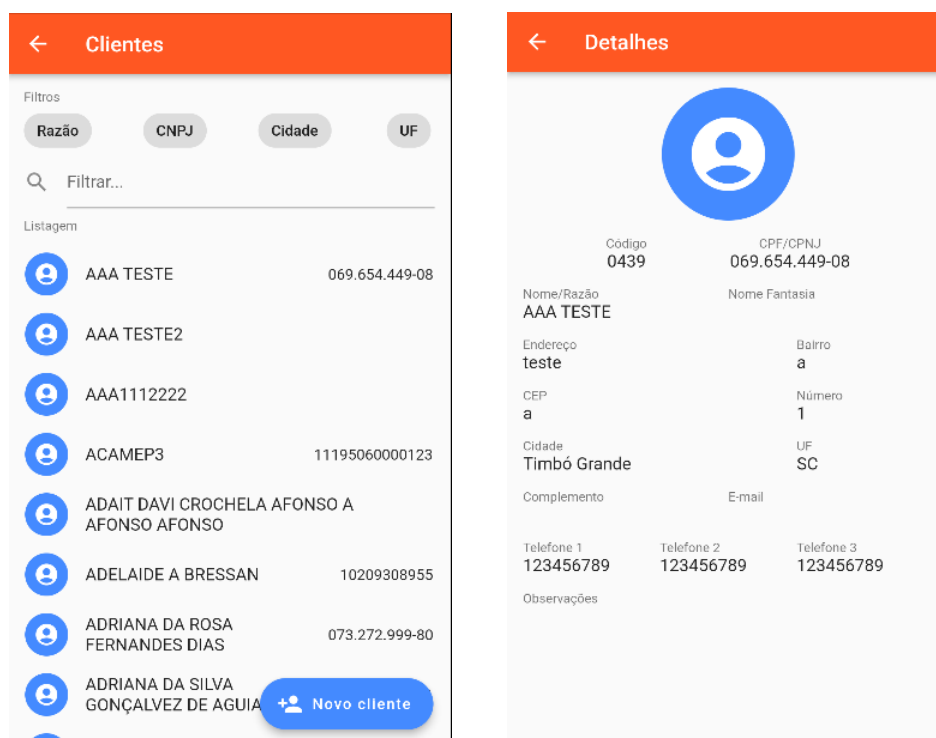 Clientes
Filtros
Razão CNPJ Cidade UF
Filtrar...
Listagem
AAA TESTE 069.654.449-08
AAA TESTE2
AAA1112222
ACAMEP3 11195060000123
ADAIT DAVI CROCHELA AFONSO A
AFONSO AFONSO
ADELAIDE A BRESSAN 10209308955
ADRIANA DA ROSA
FERNANDES DIAS 073.272.999-80
ADRIANA DA SILVA
GONÇALVEZ DE AGUIA
Novo cliente
Detalhes
Código CPF/CPNJ
0439 069.654.449-08
Nome/Razão Nome Fantasia
AAA TESTE
Endereço Bairro
teste a
CEP Número
a 1
Cidade UF
Timbó Grande SC
Complemento E-mail
Telefone 1 Telefone 2 Telefone 3
123456789 123456789 123456789
Observações